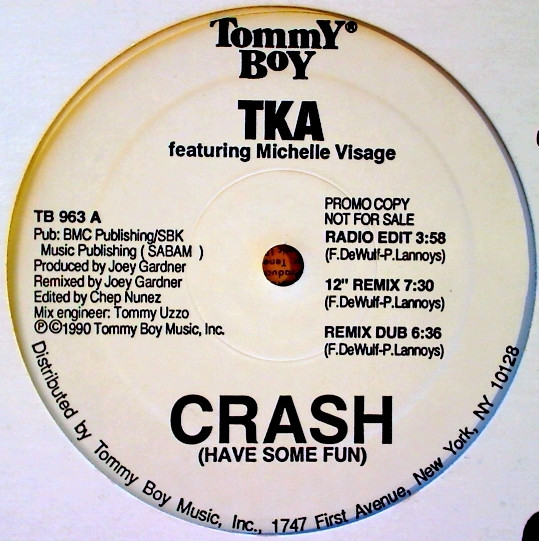 Tommy®
Boy
TKA
featuring Michelle Visage
TB 963 A
Pub: BMC Publishing/SBK
Music Publishing ( SABAM )
Produced by Joey Gardner
Remixed by Joey Gardner
Edited by Chep Nunez
Mix engineer: Tommy Uzzo
℗©1990 Tommy Boy Music, Inc.
PROMO COPY
NOT FOR SALE
RADIO EDIT 3:58
(F.DeWulf-P.Lannoys)
12" REMIX 7:30
(F.DeWulf-P.Lannoys)
REMIX DUB 6:36
(F.DeWulf-P.Lannoys)
CRASH
(HAVE SOME FUN)
Distributed by Tommy Boy Music, Inc., 1747 First Avenue, New York, NY 10128